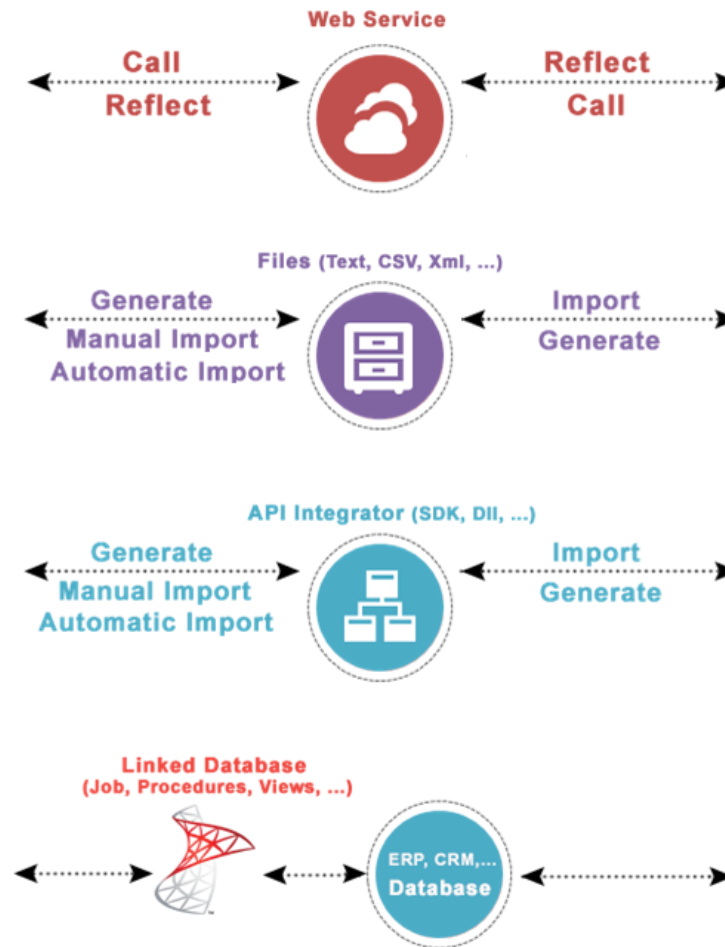 Web Service
Call
Reflect
Reflect
Call
Files (Text, CSV, Xml, ...)
Generate
Manual Import
Automatic Import
Import
Generate
API Integrator (SDK, Dll, ...)
Generate
Manual Import
Automatic Import
Import
Generate
Linked Database
(Job, Procedures, Views, ...)
ERP, CRM,...
Database
™